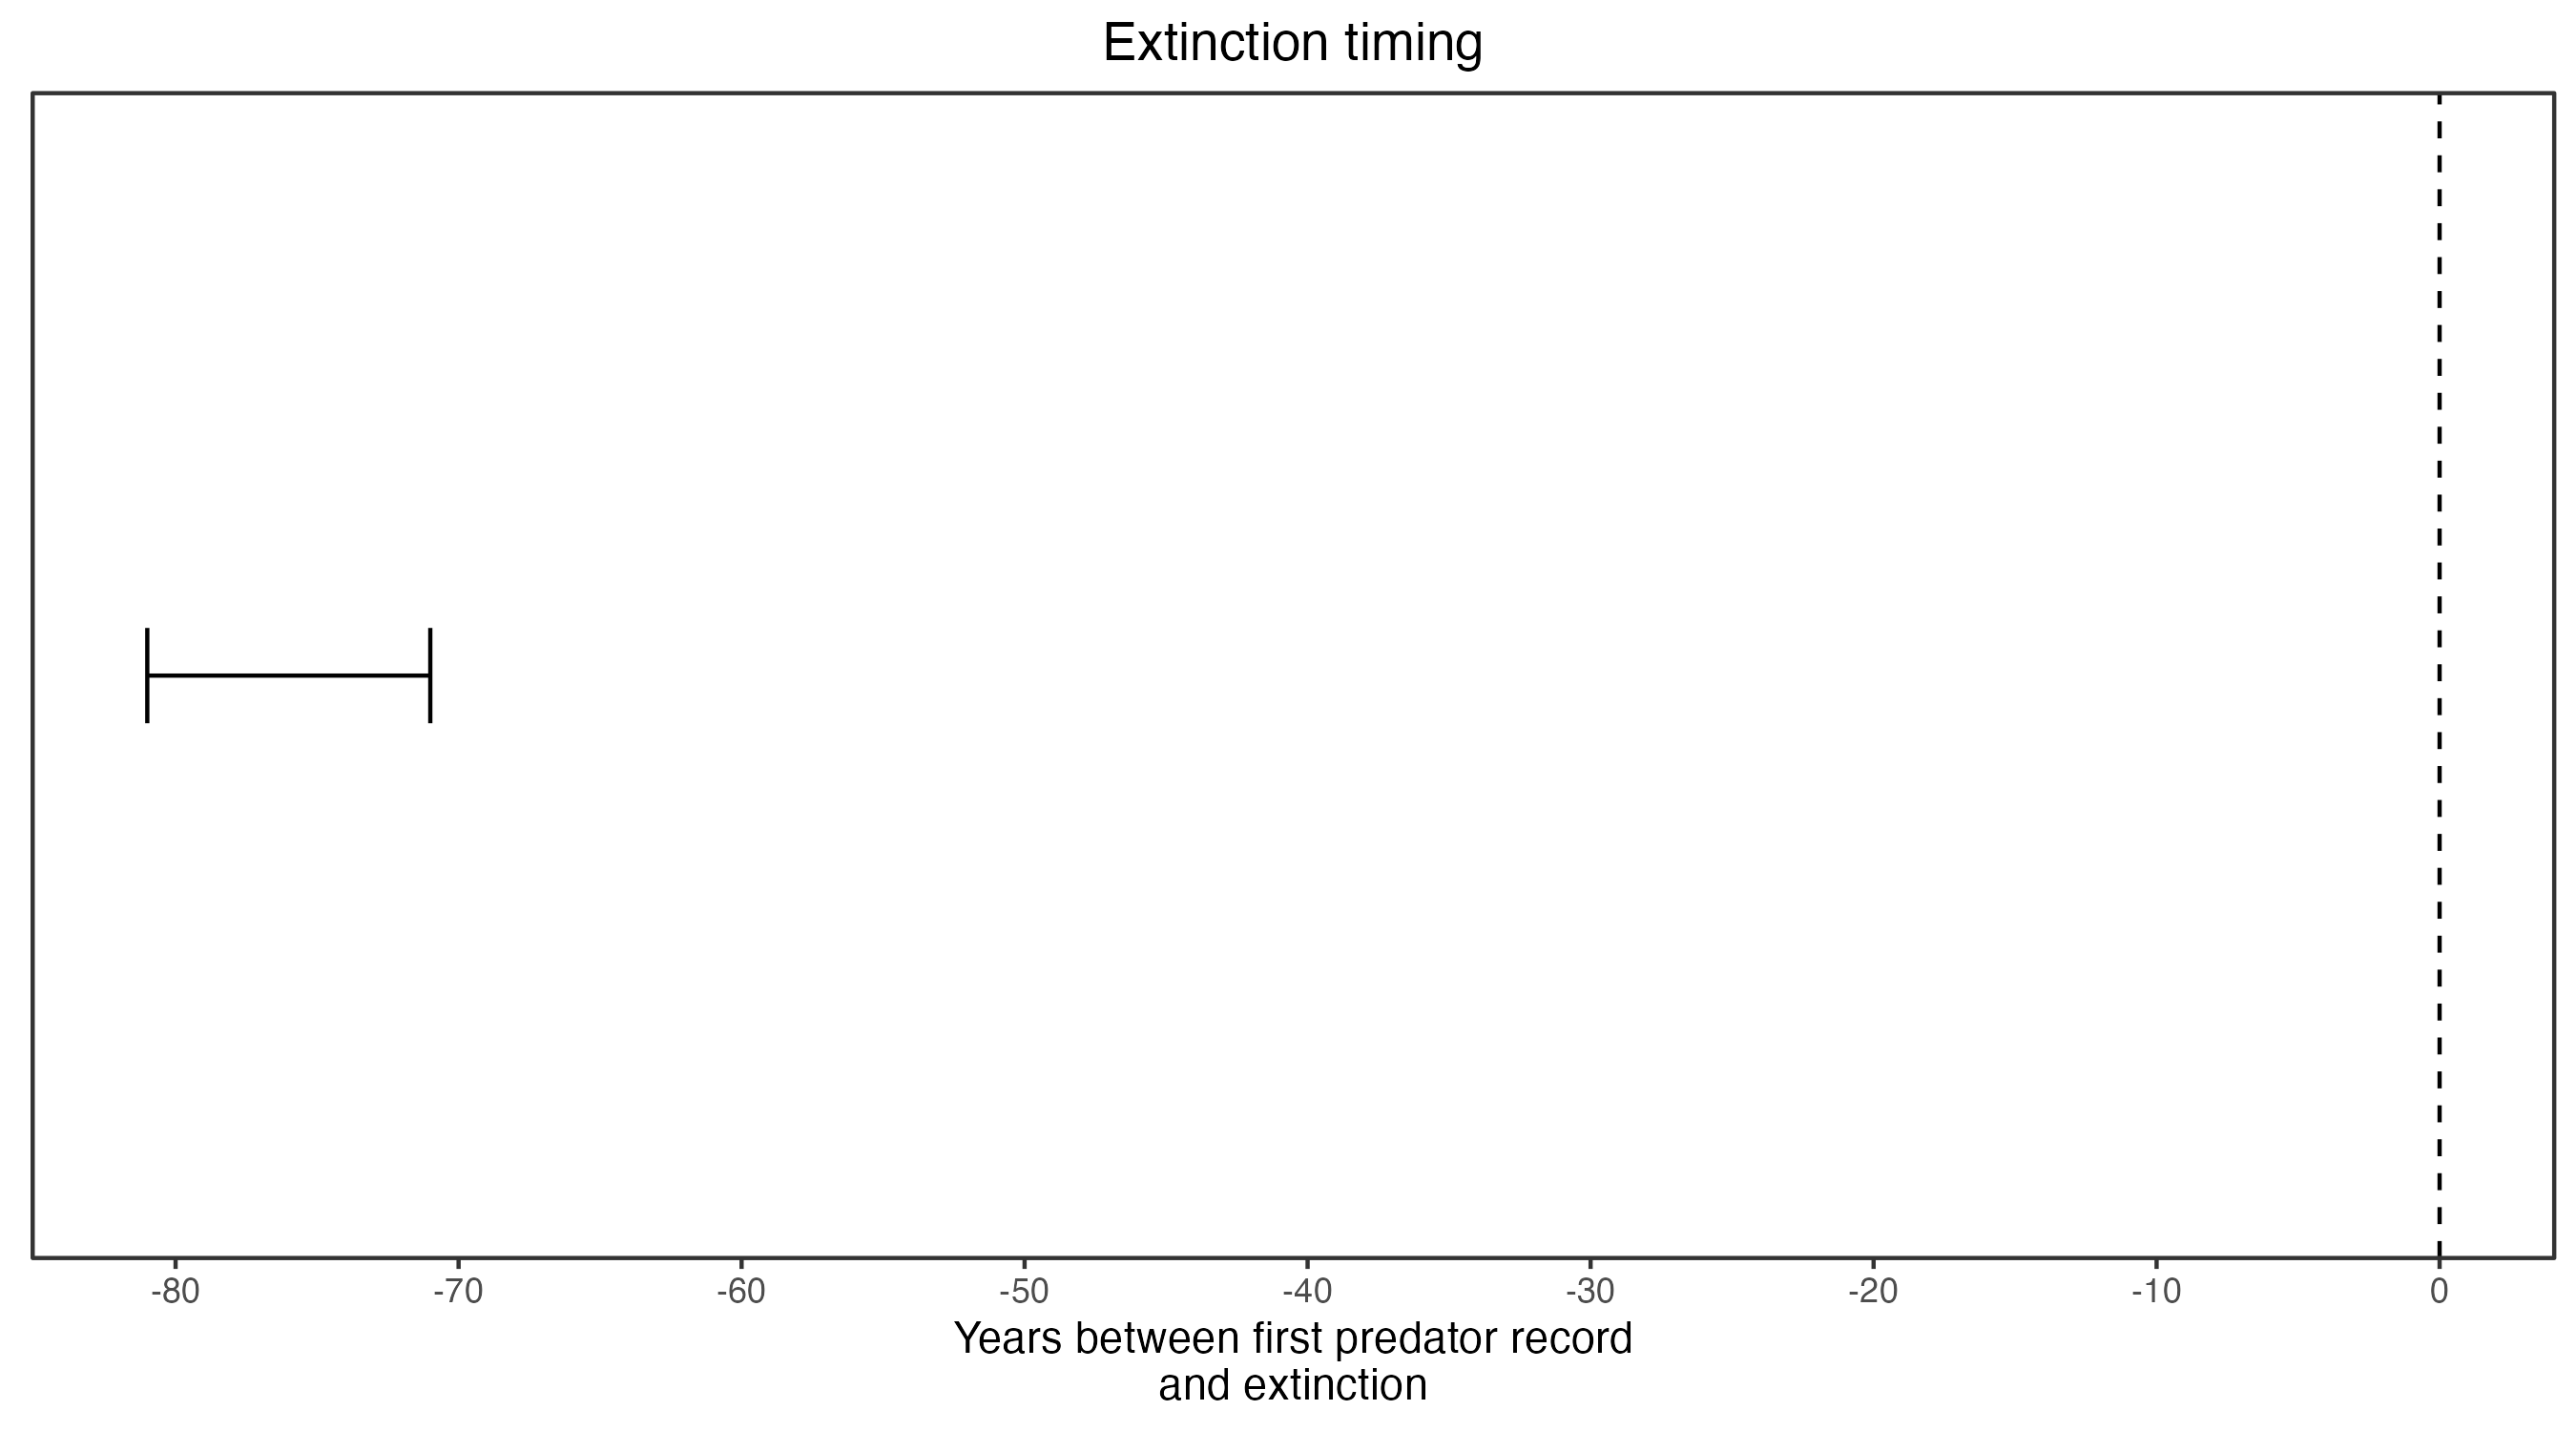 Extinction timing
-80 -70 -60 -50 -40 -30 -20 -10 0
Years between first predator record
and extinction